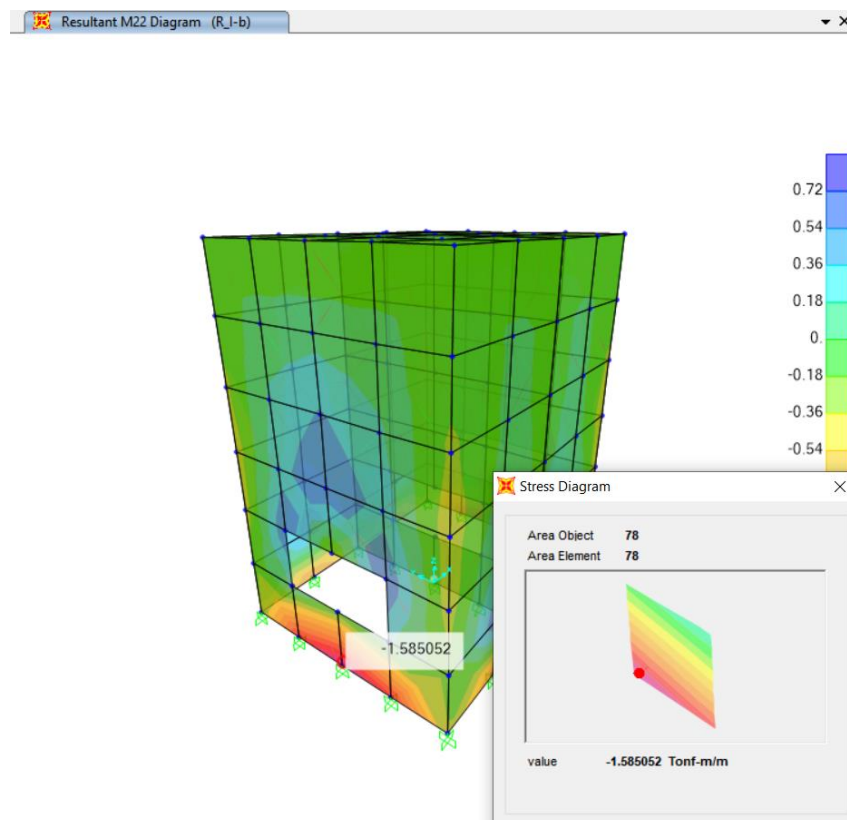 Resultant M22 Diagram (R_I-b)
0.72
0.54
0.36
0.18
0.
-0.18
-0.36
-0.54
Stress Diagram
Area Object 78
Area Element 78
-1.585052
value -1.585052 Tonf-m/m